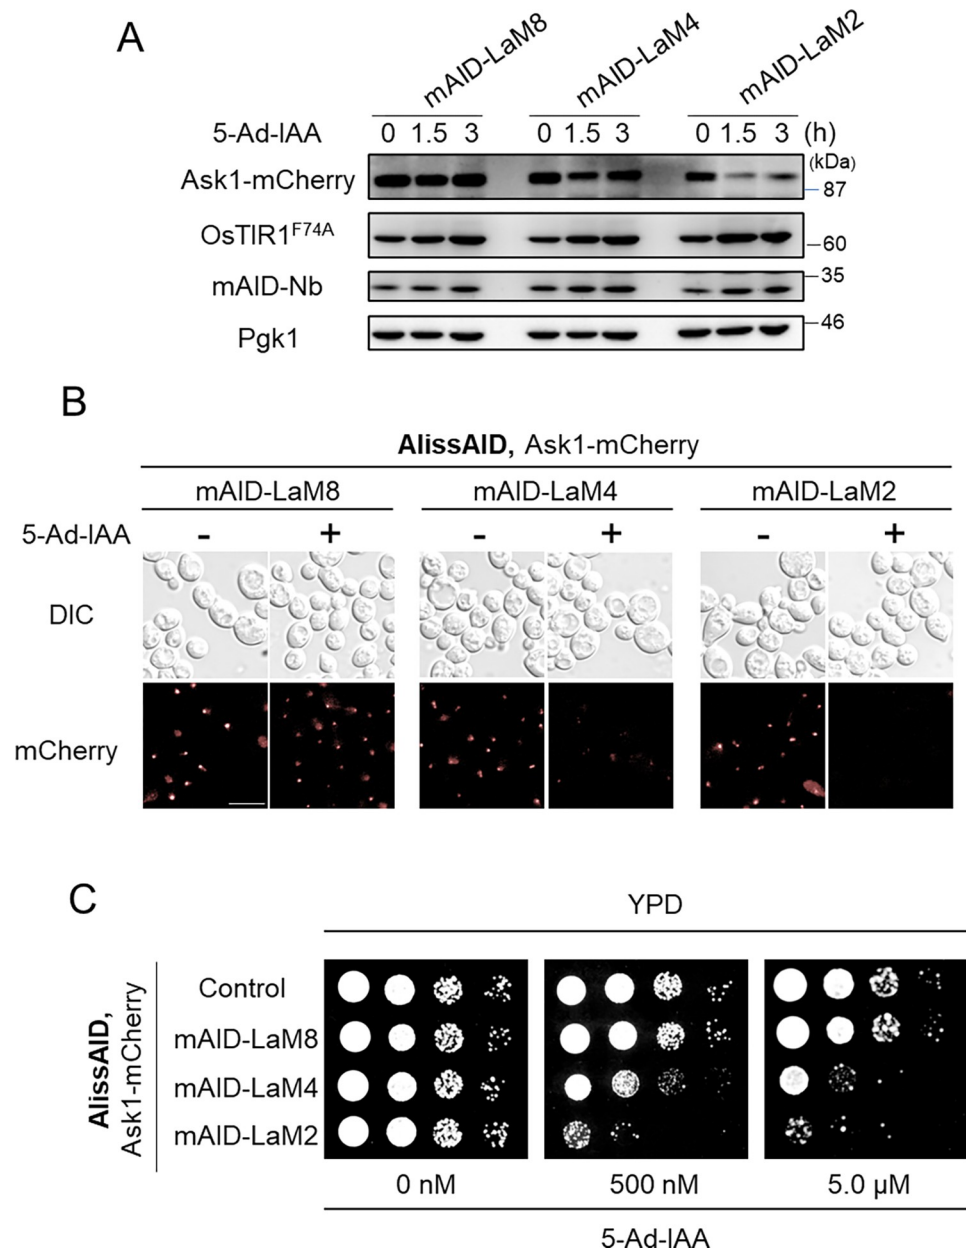 A
mAID-LaM8 mAID-LaM4 mAID-LaM2
5-Ad-IAA 0 1.5 3 0 1.5 3 0 1.5 3 (h)
(kDa)
Ask1-mCherry 87
OsTIR1F74A 60
mAID-Nb 35
Pgk1 46
B
AlissAID, Ask1-mCherry
mAID-LaM8 mAID-LaM4 mAID-LaM2
5-Ad-IAA - + - + - +
DIC
mCherry
C
YPD
AlissAID,
Ask1-mCherry
Control
mAID-LaM8
mAID-LaM4
mAID-LaM2
0 nM 500 nM 5.0 µM
5-Ad-IAA